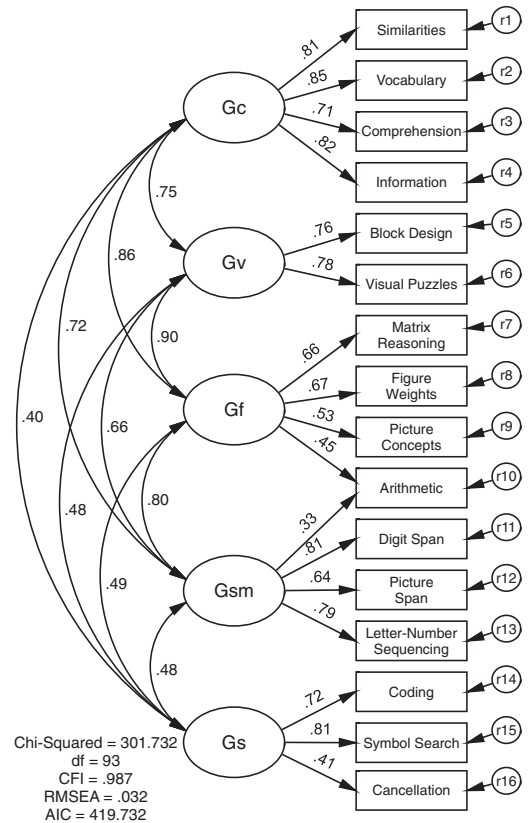 Similarities
r1
.81
Vocabulary
r2
.85
Gc
.71
Comprehension
r3
.82
Information
r4
.75
Block Design
r5
.76
.86
Gv
.78
Visual Puzzles
r6
.72
.90
Matrix
Reasoning
r7
.66
.67
Figure
Weights
r8
.40
.66
Gf
.53
Picture
Concepts
r9
.45
Arithmetic
r10
.48
.80
.33
.81
Digit Span
r11
.49
Gsm
.64
Picture
Span
r12
.79
Letter-Number
Sequencing
r13
.48
.72
Coding
r14
Gs
.81
Symbol Search
r15
.41
Cancellation
r16
Chi-Squared = 301.732
df = 93
CFI = .987
RMSEA = .032
AIC = 419.732